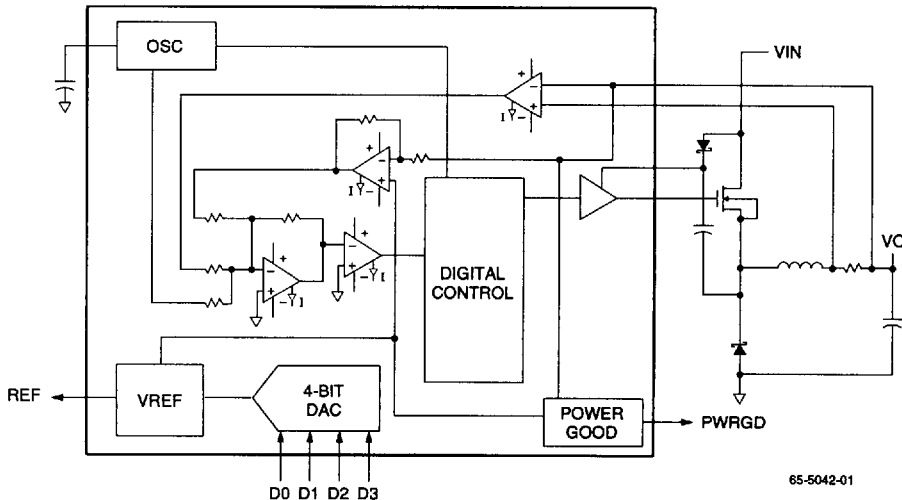 OSC
VIN
+
−
+
I
−
+
−
+
I
−
VO
+
−
+
−
I
+
−
+
−
I
DIGITAL
CONTROL
REF
VREF
4-BIT
DAC
POWER
GOOD
PWRGD
D0 D1 D2 D3
65-5042-01